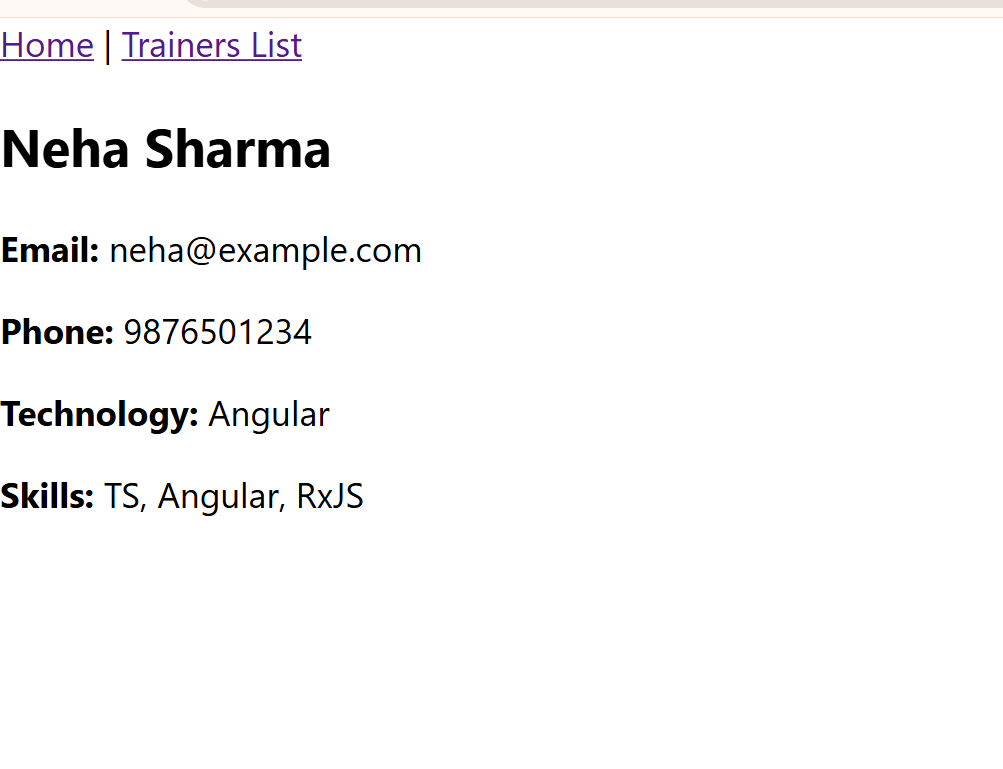 Home | Trainers List
Neha Sharma
Email: neha@example.com
Phone: 9876501234
Technology: Angular
Skills: TS, Angular, RxJS